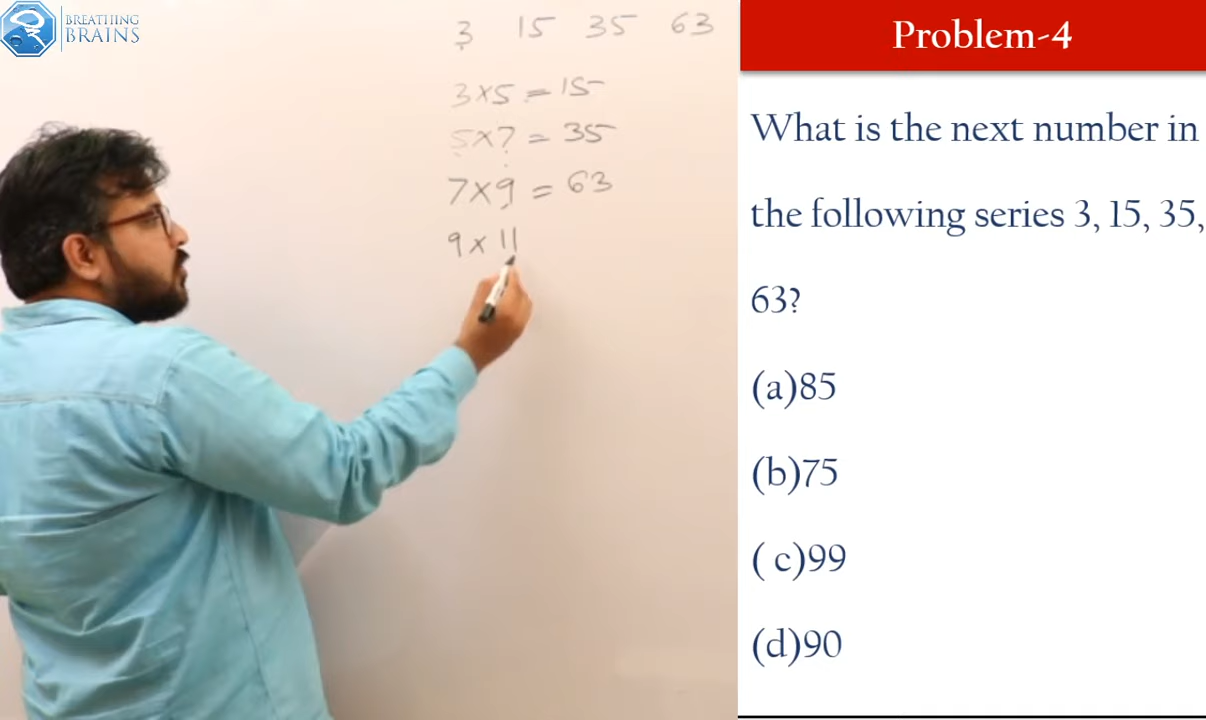 BREATHING
BRAINS
3 15 35 63
3×5 = 15
5×7 = 35
7×9 = 63
9×11
Problem-4
What is the next number in
the following series 3, 15, 35,
63?
(a)85
(b)75
( c)99
(d)90